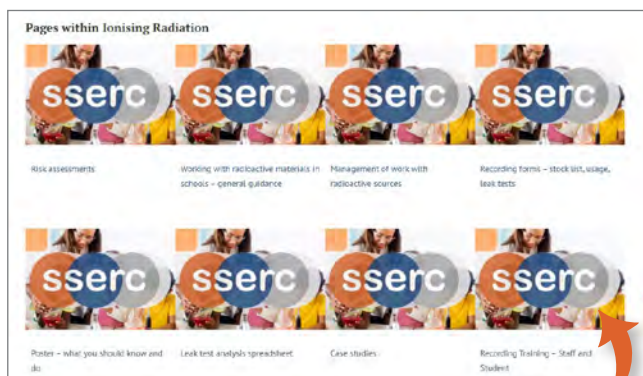 Pages within Ionising Radiation
sserc sserc sserc sserc
Risk assessments
Working with radioactive materials in
schools – general guidance
Management of work with
radioactive sources
Recording forms – stock list, usage,
leak tests
sserc sserc sserc sserc
Poster – what you should know and
do
Leak test analysis spreadsheet
Case studies
Recording Training – Staff and
Student